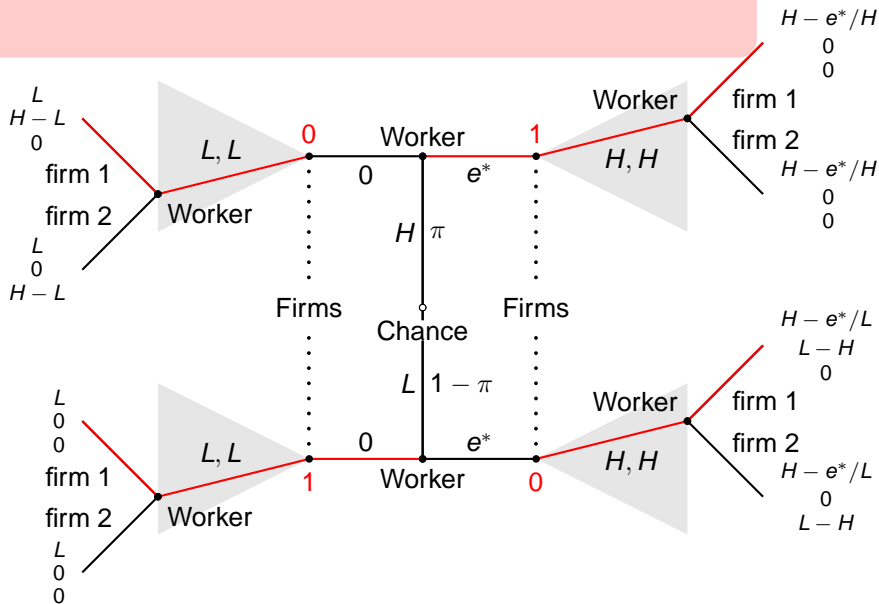 H − e*/H
0
0
L
H − L
0
firm 1
firm 2
L
0
H − L
L, L
Worker
0
Worker
1
0
e*
Worker
H, H
firm 1
firm 2
H − e*/H
0
0
H π
Firms
Chance
Firms
L 1 − π
L
0
0
firm 1
firm 2
L
0
0
L, L
Worker
1
0
Worker
e*
0
Worker
H, H
H − e*/L
L − H
0
firm 1
firm 2
H − e*/L
0
L − H